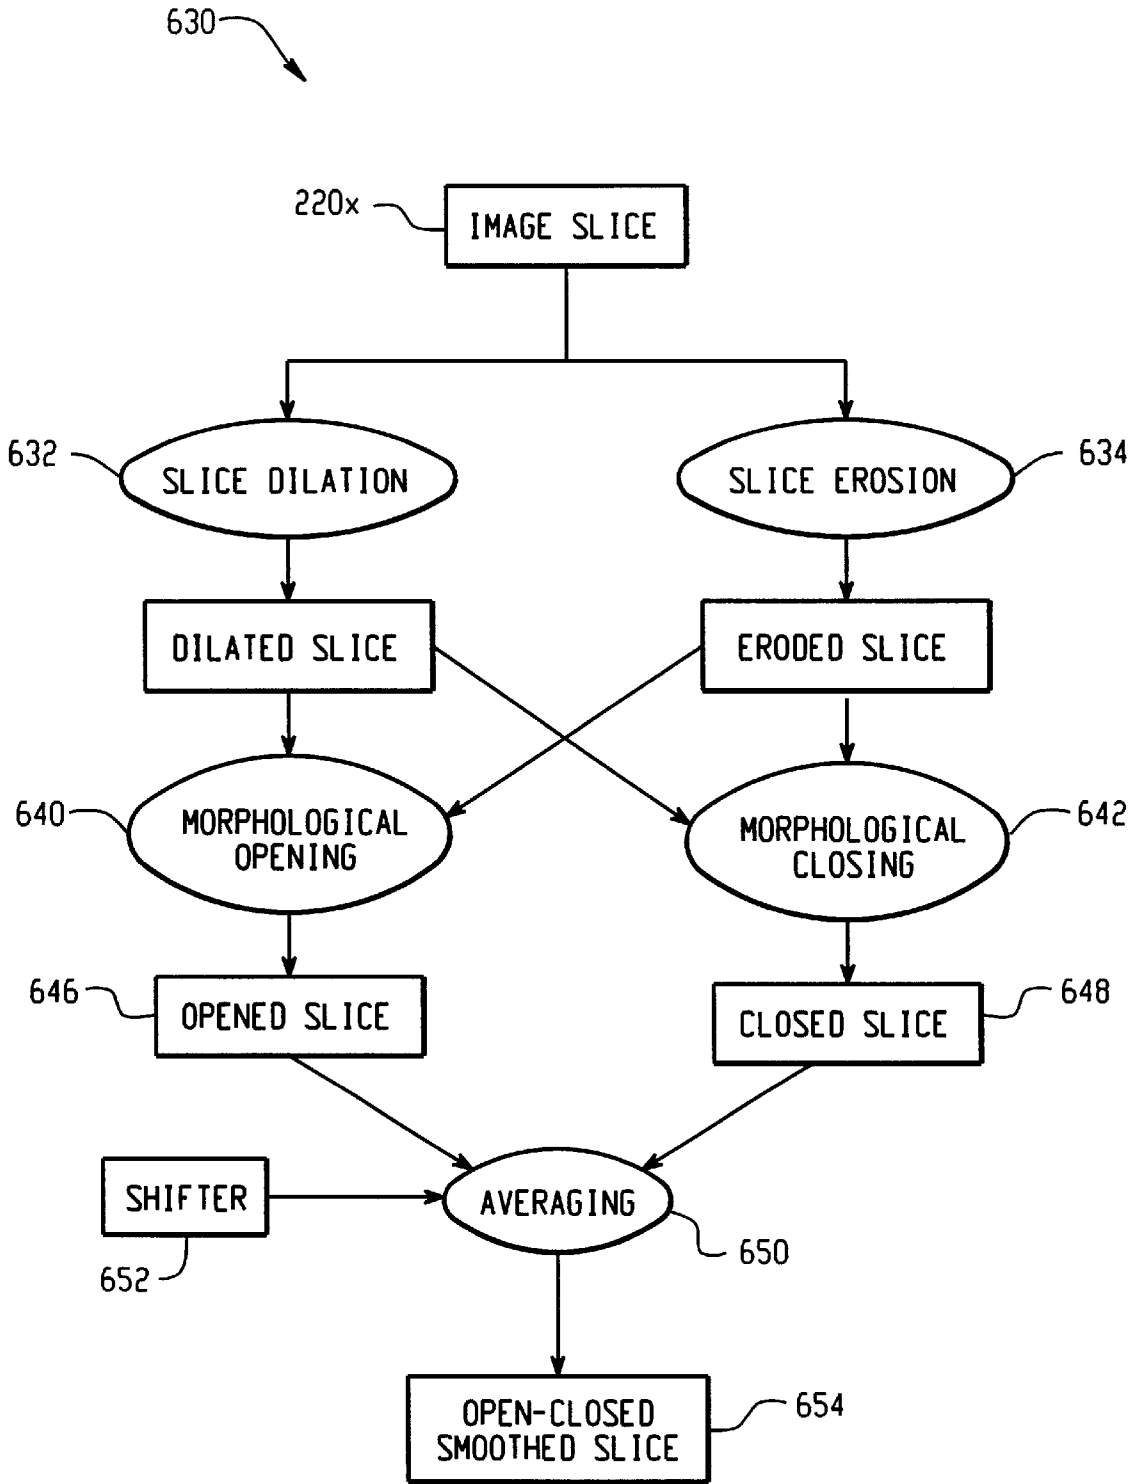 630
220x
IMAGE SLICE
632
SLICE DILATION
SLICE EROSION
634
DILATED SLICE
ERODED SLICE
640
MORPHOLOGICAL
OPENING
MORPHOLOGICAL
CLOSING
642
646
OPENED SLICE
CLOSED SLICE
648
SHIFTER
652
AVERAGING
650
OPEN-CLOSED
SMOOTHED SLICE
654